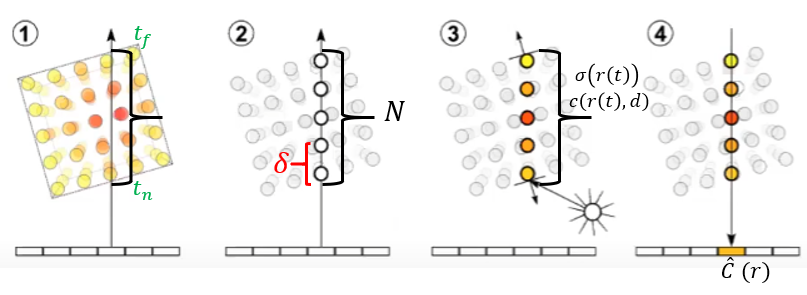 ① ② ③ ④
t_f
t_n
N
δ
σ(r(t))
c(r(t), d)
Ĉ (r)